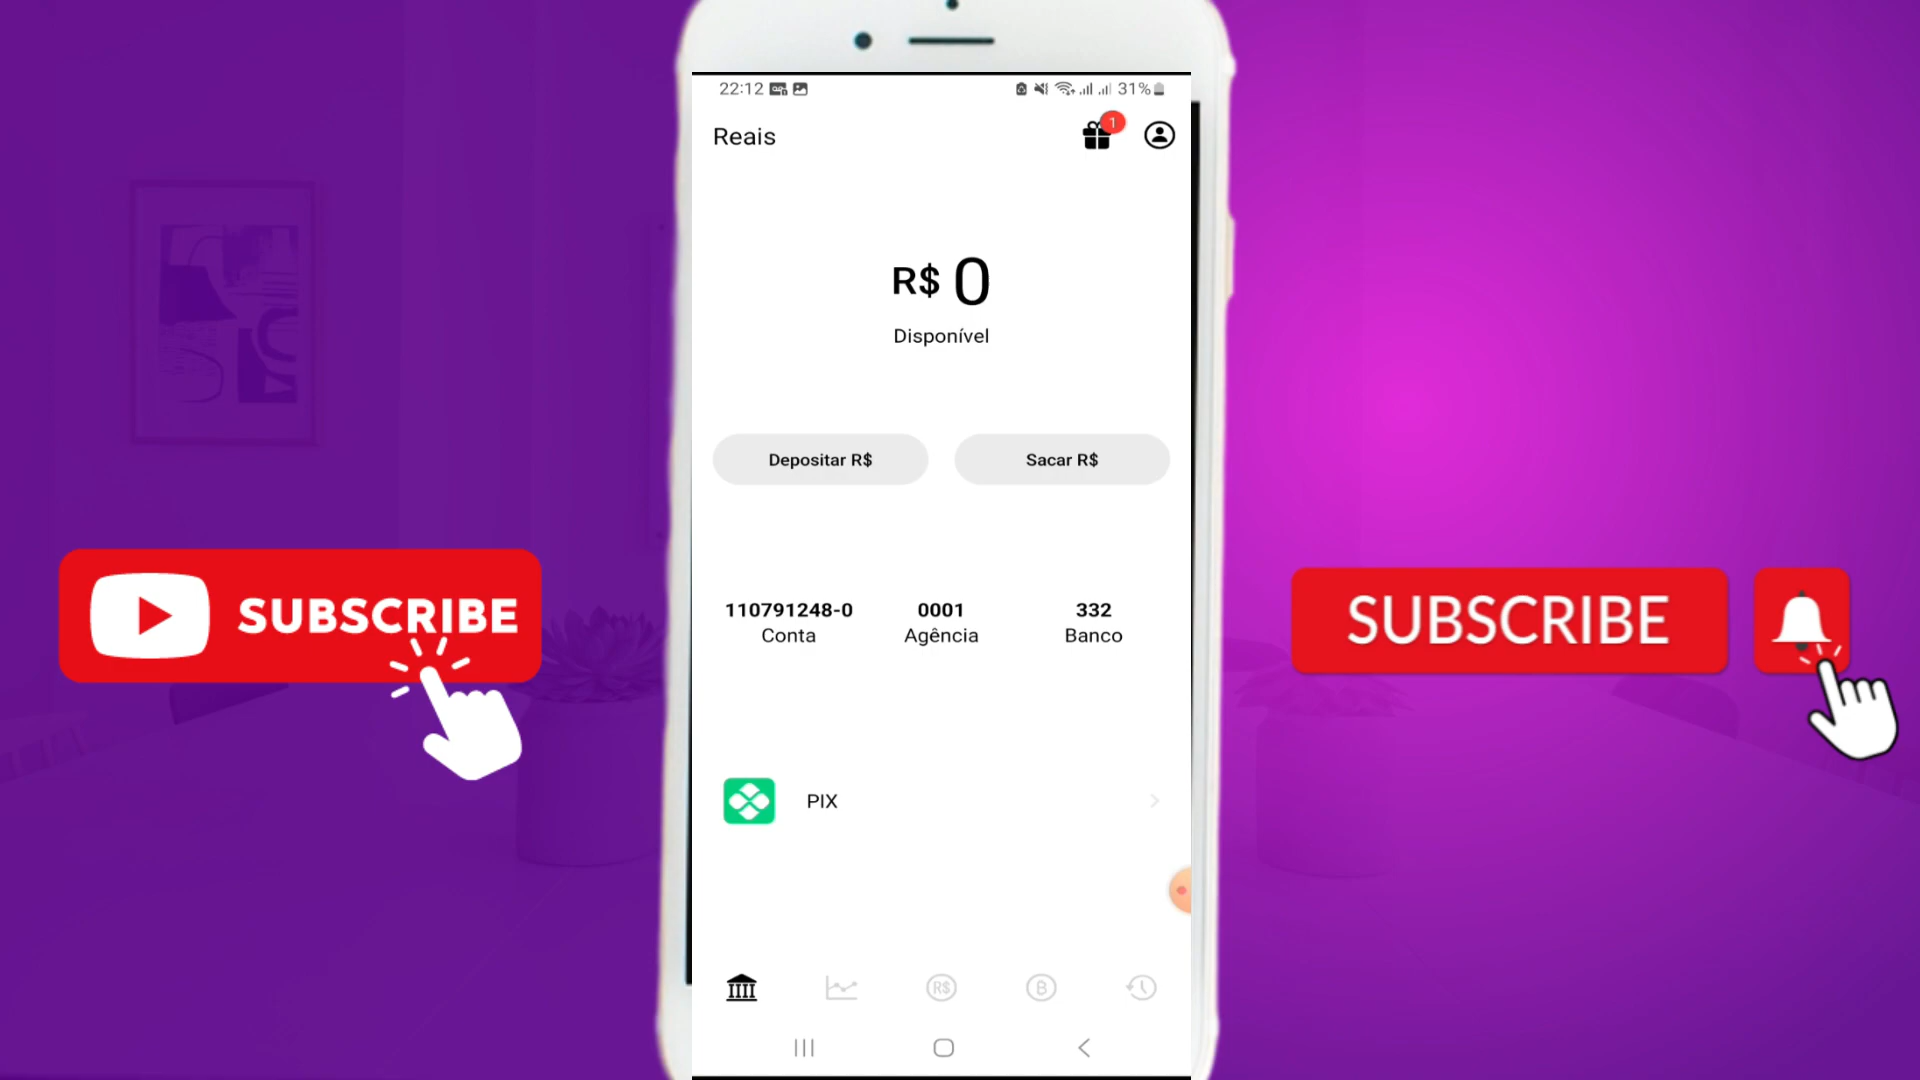 22:12
31%
Reais
1
R$ 0
Disponível
Depositar R$
Sacar R$
110791248-0
Conta
0001
Agência
332
Banco
PIX
R$
B
SUBSCRIBE
SUBSCRIBE